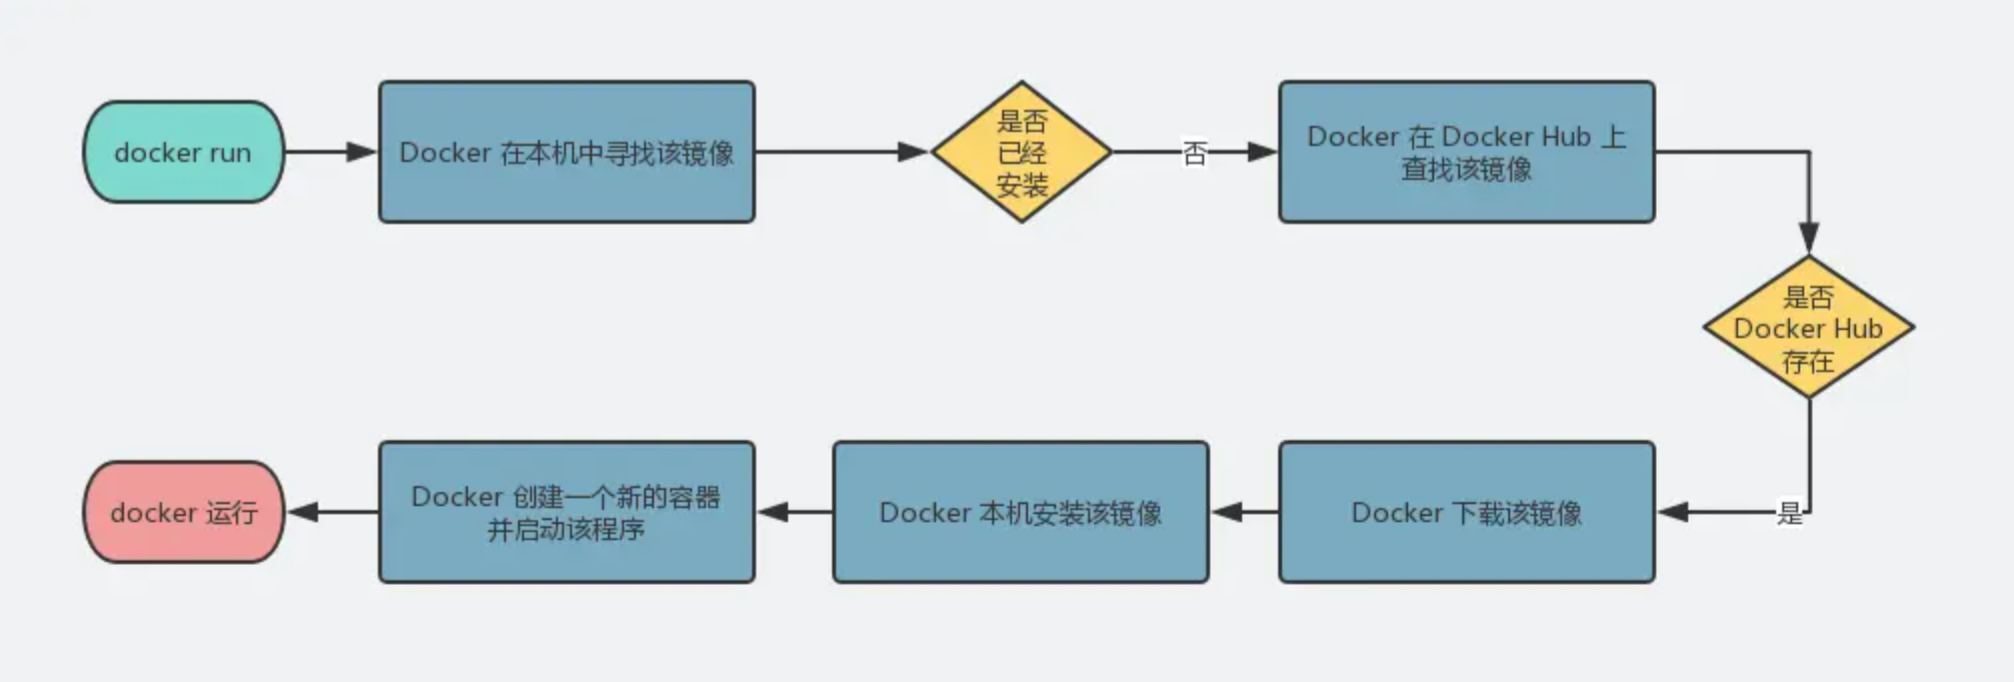 docker run
Docker 在本机中寻找该镜像
是否
已经
安装
否
Docker 在 Docker Hub 上
查找该镜像
是否
Docker Hub
存在
是
Docker 下载该镜像
Docker 本机安装该镜像
Docker 创建一个新的容器
并启动该程序
docker 运行